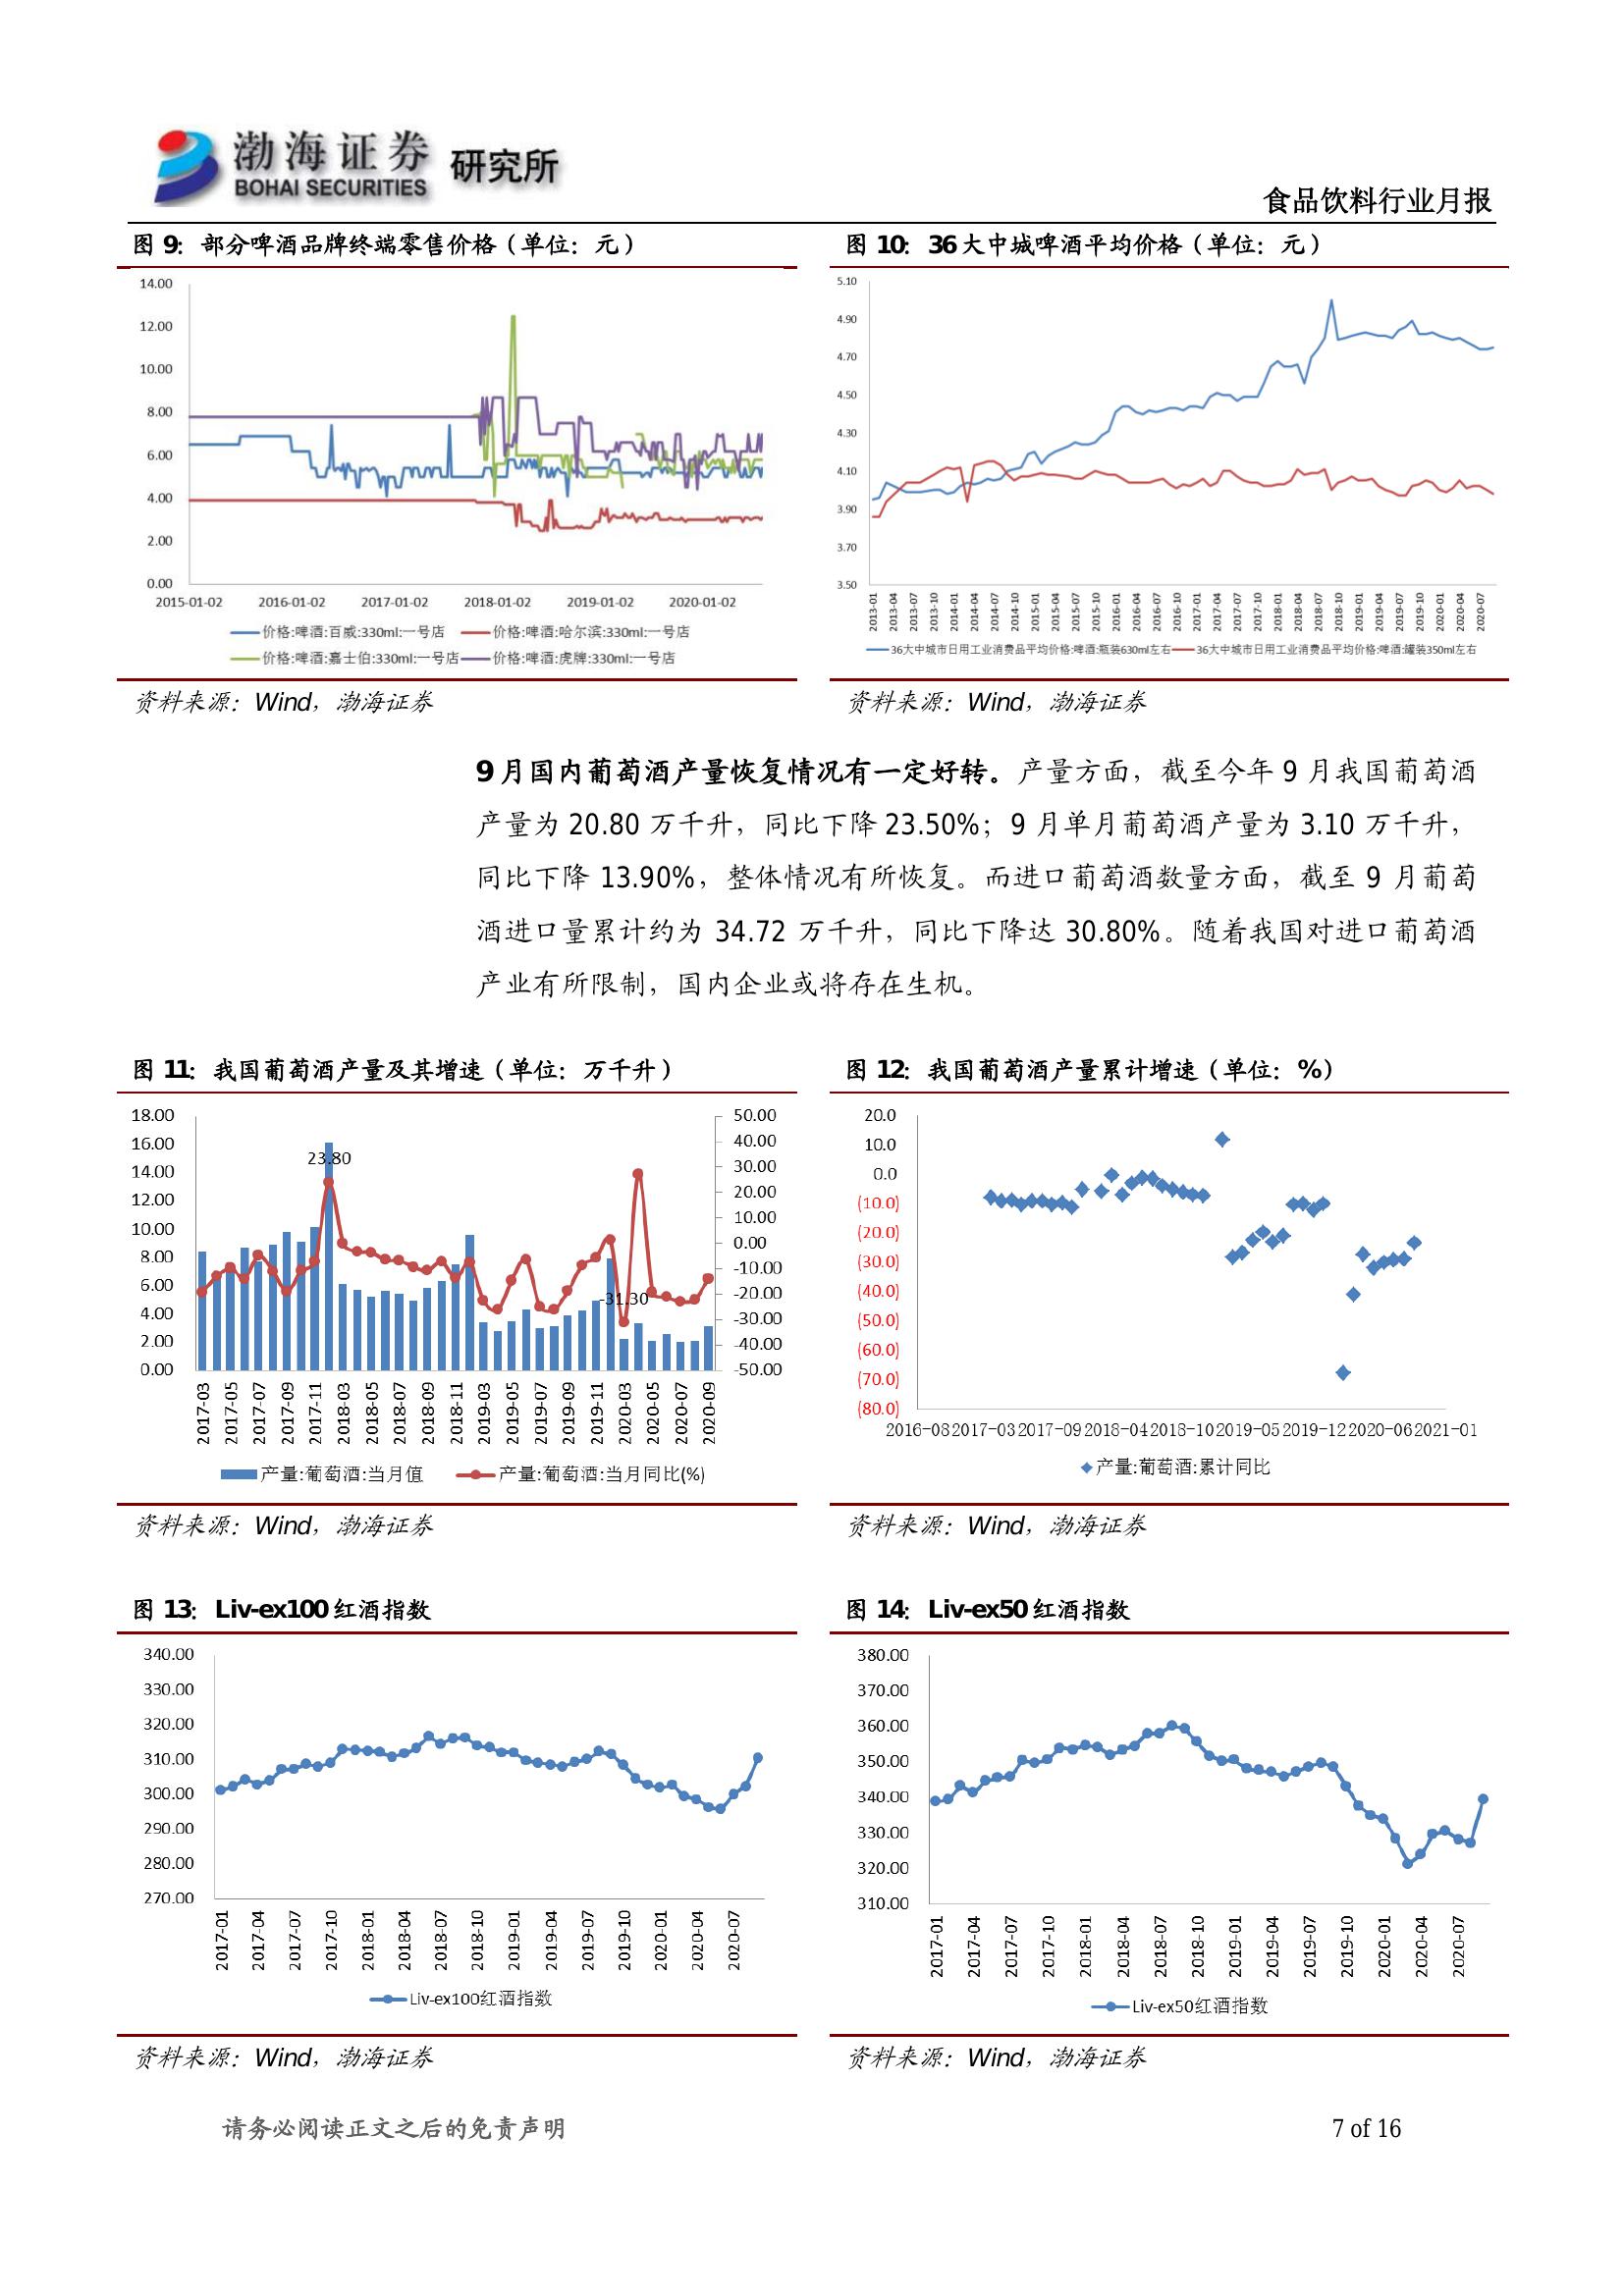 渤海证券 研究所
BOHAI SECURITIES
食品饮料行业月报
图 9：部分啤酒品牌终端零售价格（单位：元）
14.00
12.00
10.00
8.00
6.00
4.00
2.00
0.00
2015-01-02 2016-01-02 2017-01-02 2018-01-02 2019-01-02 2020-01-02
价格:啤酒:百威:330ml:一号店 价格:啤酒:哈尔滨:330ml:一号店
价格:啤酒:嘉士伯:330ml:一号店 价格:啤酒:虎牌:330ml:一号店
资料来源：Wind，渤海证券
图 10：36 大中城啤酒平均价格（单位：元）
5.10
4.90
4.70
4.50
4.30
4.10
3.90
3.70
3.50
2013-01 2013-04 2013-07 2013-10 2014-01 2014-04 2014-07 2014-10 2015-01 2015-04 2015-07 2015-10 2016-01 2016-04 2016-07 2016-10 2017-01 2017-04 2017-07 2017-10 2018-01 2018-04 2018-07 2018-10 2019-01 2019-04 2019-07 2019-10 2020-01 2020-04 2020-07
36大中城市日用工业消费品平均价格:啤酒:瓶装630ml左右 36大中城市日用工业消费品平均价格:啤酒:罐装350ml左右
资料来源：Wind，渤海证券
9 月国内葡萄酒产量恢复情况有一定好转。产量方面，截至今年 9 月我国葡萄酒
产量为 20.80 万千升，同比下降 23.50%；9 月单月葡萄酒产量为 3.10 万千升，
同比下降 13.90%，整体情况有所恢复。而进口葡萄酒数量方面，截至 9 月葡萄
酒进口量累计约为 34.72 万千升，同比下降达 30.80%。随着我国对进口葡萄酒
产业有所限制，国内企业或将存在生机。
图 11：我国葡萄酒产量及其增速（单位：万千升）
18.00
16.00
14.00
12.00
10.00
8.00
6.00
4.00
2.00
0.00
23.80
-31.30
50.00
40.00
30.00
20.00
10.00
0.00
-10.00
-20.00
-30.00
-40.00
-50.00
2017-03 2017-05 2017-07 2017-09 2017-11 2018-03 2018-05 2018-07 2018-09 2018-11 2019-03 2019-05 2019-07 2019-09 2019-11 2020-03 2020-05 2020-07 2020-09
产量:葡萄酒:当月值 产量:葡萄酒:当月同比(%)
资料来源：Wind，渤海证券
图 12：我国葡萄酒产量累计增速（单位：%）
20.0
10.0
0.0
(10.0)
(20.0)
(30.0)
(40.0)
(50.0)
(60.0)
(70.0)
(80.0)
2016-08 2017-03 2017-09 2018-04 2018-10 2019-05 2019-12 2020-06 2021-01
产量:葡萄酒:累计同比
资料来源：Wind，渤海证券
图 13：Liv-ex100 红酒指数
340.00
330.00
320.00
310.00
300.00
290.00
280.00
270.00
2017-01 2017-04 2017-07 2017-10 2018-01 2018-04 2018-07 2018-10 2019-01 2019-04 2019-07 2019-10 2020-01 2020-04 2020-07
Liv-ex100红酒指数
资料来源：Wind，渤海证券
图 14：Liv-ex50 红酒指数
380.00
370.00
360.00
350.00
340.00
330.00
320.00
310.00
2017-01 2017-04 2017-07 2017-10 2018-01 2018-04 2018-07 2018-10 2019-01 2019-04 2019-07 2019-10 2020-01 2020-04 2020-07
Liv-ex50红酒指数
资料来源：Wind，渤海证券
请务必阅读正文之后的免责声明
7 of 16